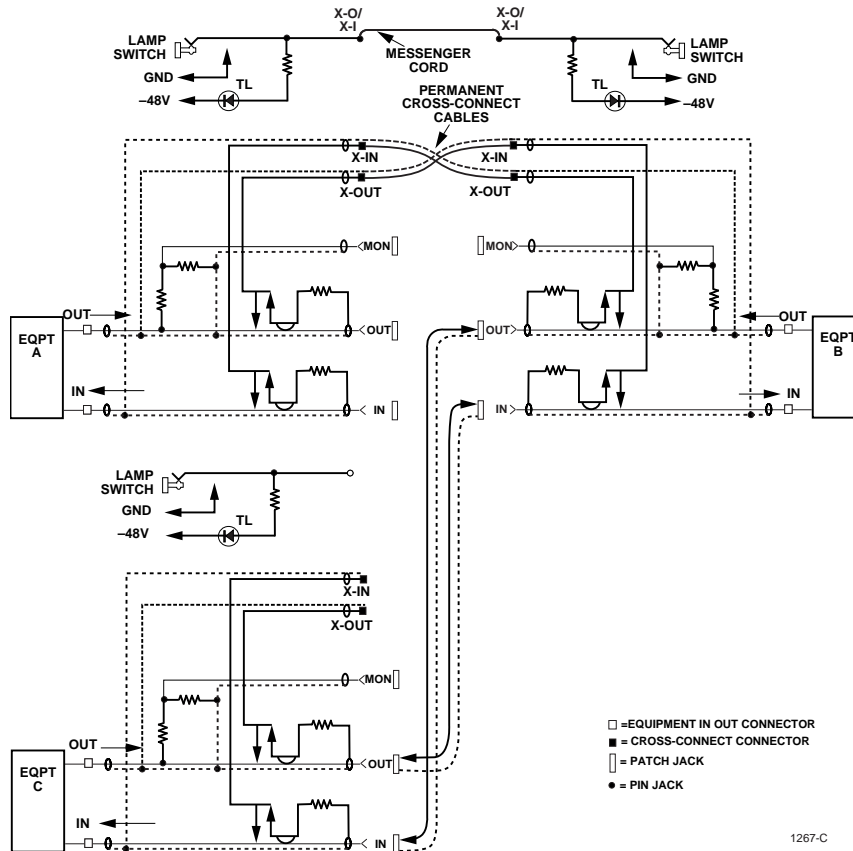 X-O/
X-I
X-O/
X-I
LAMP
SWITCH
MESSENGER
CORD
LAMP
SWITCH
GND
TL
TL
GND
–48V
–48V
PERMANENT
CROSS-CONNECT
CABLES
X-IN
X-IN
X-OUT
X-OUT
MON
MON
OUT
OUT
EQPT
A
OUT
OUT
EQPT
B
IN
IN
IN
IN
LAMP
SWITCH
GND
TL
–48V
X-IN
X-OUT
MON
OUT
OUT
EQPT
C
IN
IN
=EQUIPMENT IN OUT CONNECTOR
= CROSS-CONNECT CONNECTOR
= PATCH JACK
= PIN JACK
1267-C